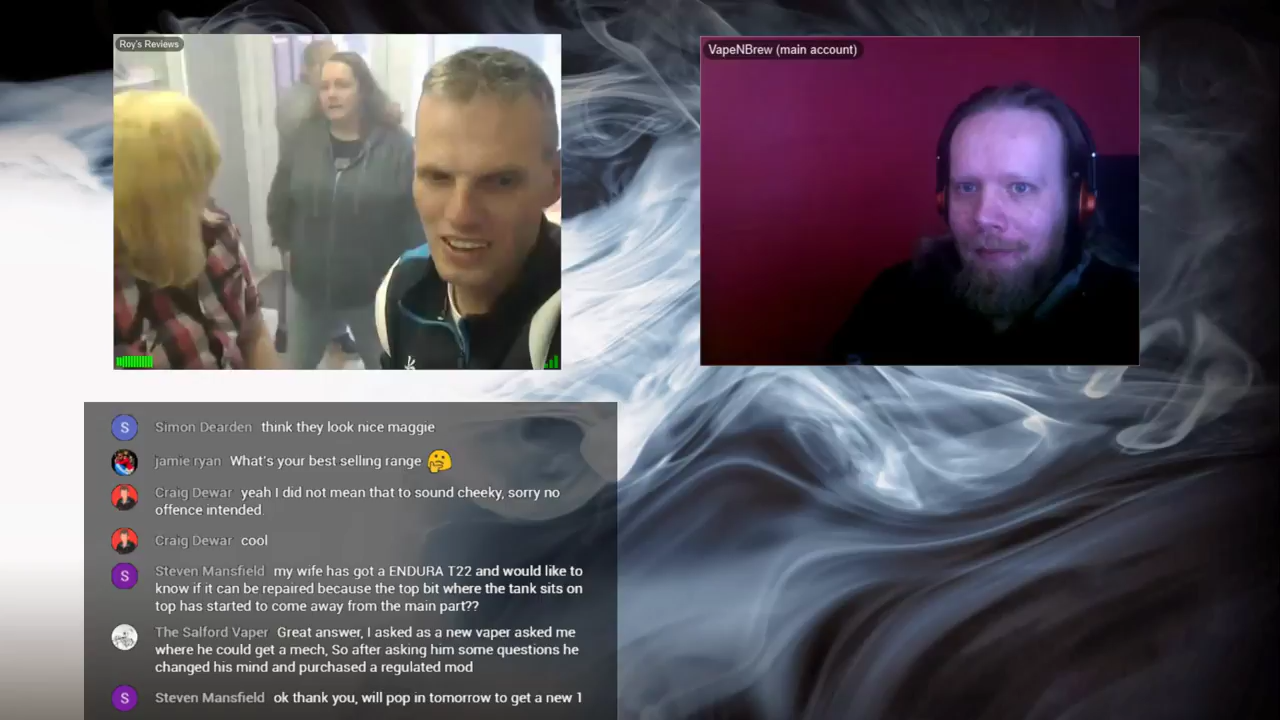 Roy's Reviews
VapeNBrew (main account)
S Simon Dearden think they look nice maggie
jamie ryan What's your best selling range 🤔
Craig Dewar yeah I did not mean that to sound cheeky, sorry no
offence intended.
Craig Dewar cool
S Steven Mansfield my wife has got a ENDURA T22 and would like to
know if it can be repaired because the top bit where the tank sits on
top has started to come away from the main part??
The Salford Vaper Great answer, I asked as a new vaper asked me
where he could get a mech, So after asking him some questions he
changed his mind and purchased a regulated mod
S Steven Mansfield ok thank you, will pop in tomorrow to get a new 1